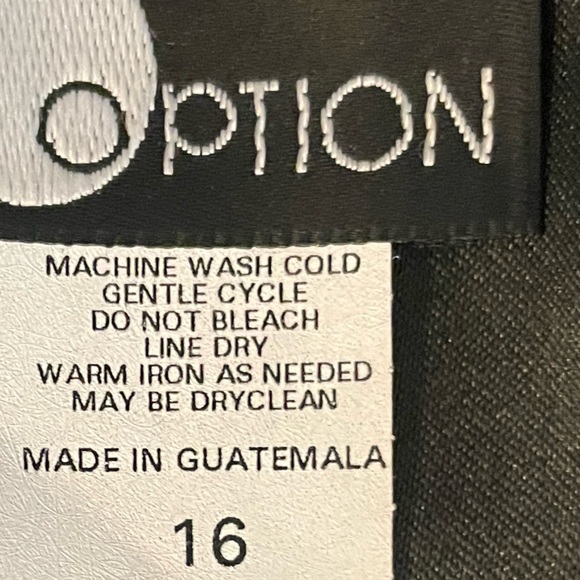 OPTION
MACHINE WASH COLD
GENTLE CYCLE
DO NOT BLEACH
LINE DRY
WARM IRON AS NEEDED
MAY BE DRYCLEAN
MADE IN GUATEMALA
16